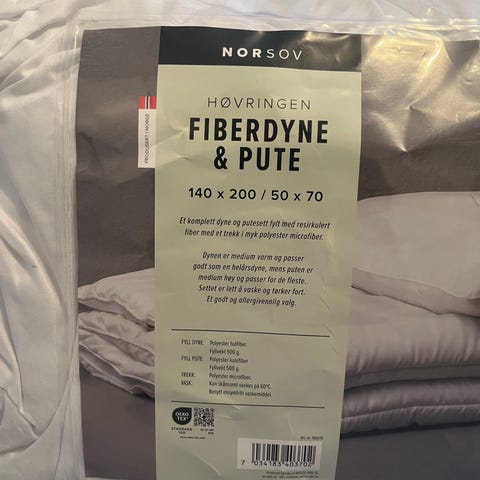 NORSOV
HØVRINGEN
FIBERDYNE
& PUTE
140 x 200 / 50 x 70
PRODUSERT I NORGE
Et komplett dyne og putesett fylt med resirkulert
fiber med et trekk i myk polyester microfiber.
Dynen er medium varm og passer
godt som en helårsdyne, mens puten er
medium høy og passer for de fleste.
Settet er lett å vaske og tørker fort.
Et godt og allergivennlig valg.
FYLL DYNE: Polyester hulfiber.
Fyllvekt 900 g.
FYLL PUTE: Polyester kulefiber
Fyllvekt 500 g.
TREKK: Polyester microfiber.
VASK: Kan skånsomt vaskes på 60°C.
Benytt enzymfritt vaskemiddel.
OEKO
TEX®
STANDARD
100
7 034183 403702